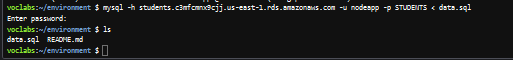 voclabs:~/environment $ mysql -h students.c3mfcmnx9cjj.us-east-1.rds.amazonaws.com -u nodeapp -p STUDENTS < data.sql
Enter password:
voclabs:~/environment $ ls
data.sql README.md
voclabs:~/environment $